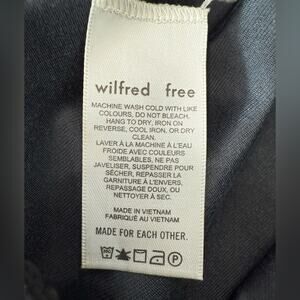 wilfred free
MACHINE WASH COLD WITH LIKE
COLOURS, DO NOT BLEACH.
HANG TO DRY, IRON ON
REVERSE, COOL IRON, OR DRY
CLEAN.
LAVER À LA MACHINE À L'EAU
FROIDE AVEC COULEURS
SEMBLABLES, NE PAS
JAVELISER, SUSPENDRE POUR
SÉCHER, REPASSER LA
GARNITURE À L'ENVERS,
REPASSAGE DOUX, OU
NETTOYER À SEC.
MADE IN VIETNAM
FABRIQUÉ AU VIETNAM
MADE FOR EACH OTHER.
P